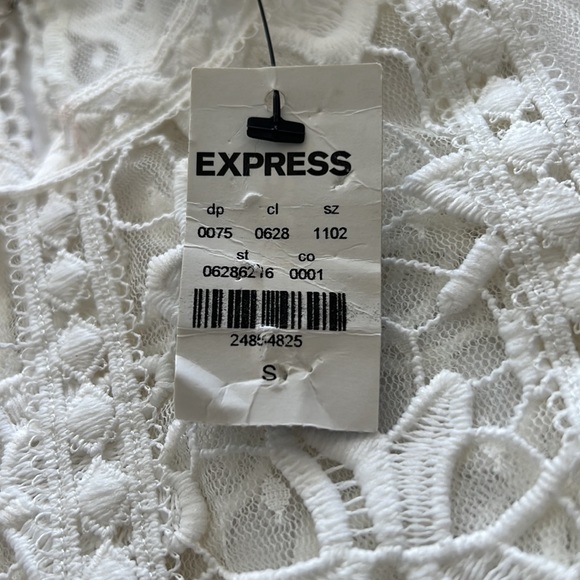 EXPRESS
dp cl sz
0075 0628 1102
st co
0001
S